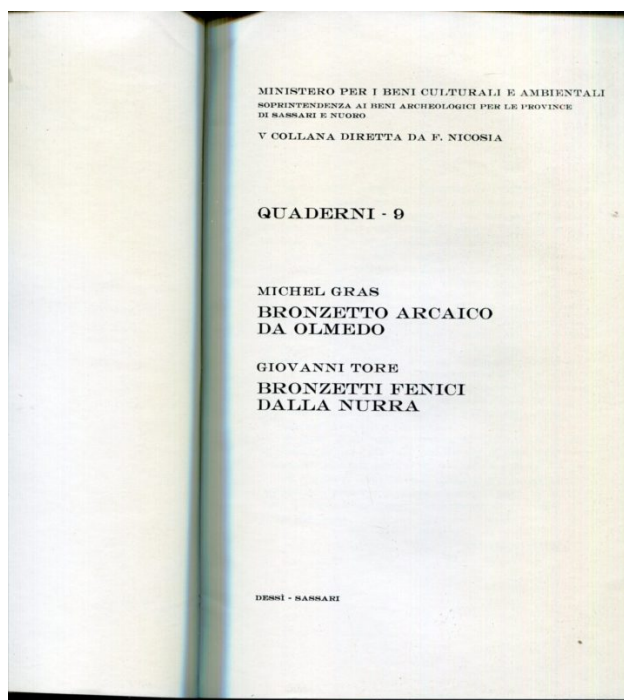 MINISTERO PER I BENI CULTURALI E AMBIENTALI
SOPRINTENDENZA AI BENI ARCHEOLOGICI PER LE PROVINCE
DI SASSARI E NUORO
V COLLANA DIRETTA DA F. NICOSIA
QUADERNI - 9
MICHEL GRAS
BRONZETTO ARCAICO
DA OLMEDO
GIOVANNI TORE
BRONZETTI FENICI
DALLA NURRA
DESSÌ - SASSARI